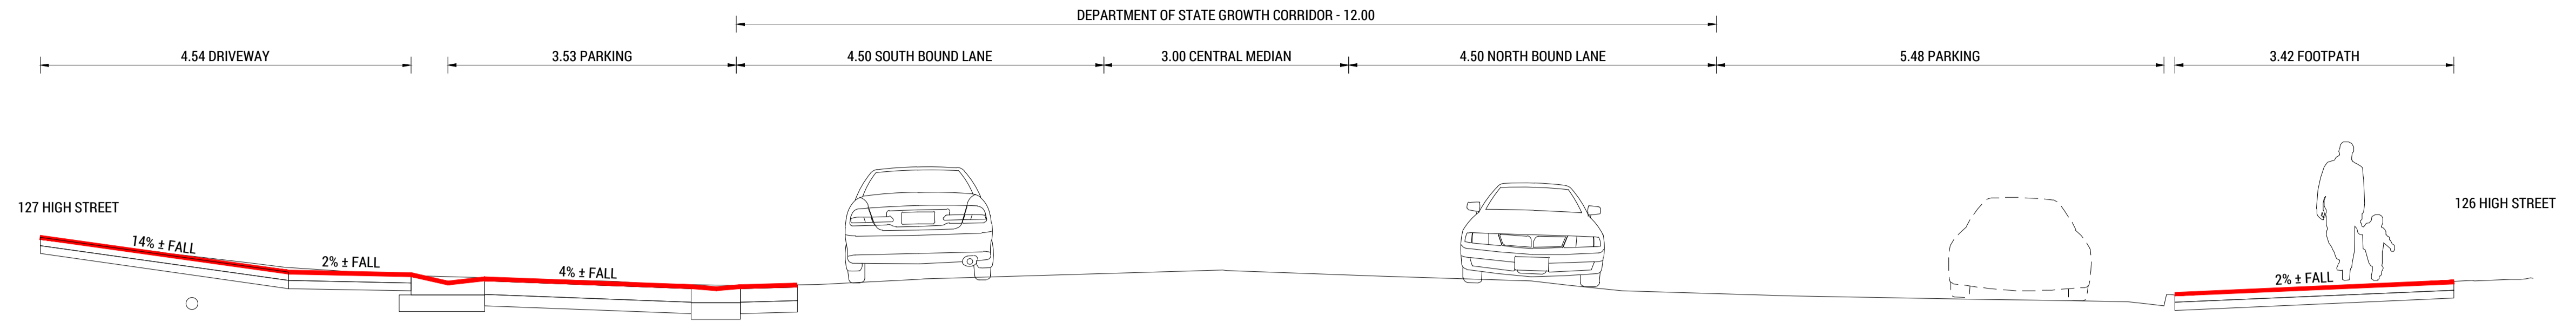 DEPARTMENT OF STATE GROWTH CORRIDOR - 12.00
4.54 DRIVEWAY
3.53 PARKING
4.50 SOUTH BOUND LANE
3.00 CENTRAL MEDIAN
4.50 NORTH BOUND LANE
5.48 PARKING
3.42 FOOTPATH
127 HIGH STREET
126 HIGH STREET
14% ± FALL
2% ± FALL
4% ± FALL
2% ± FALL